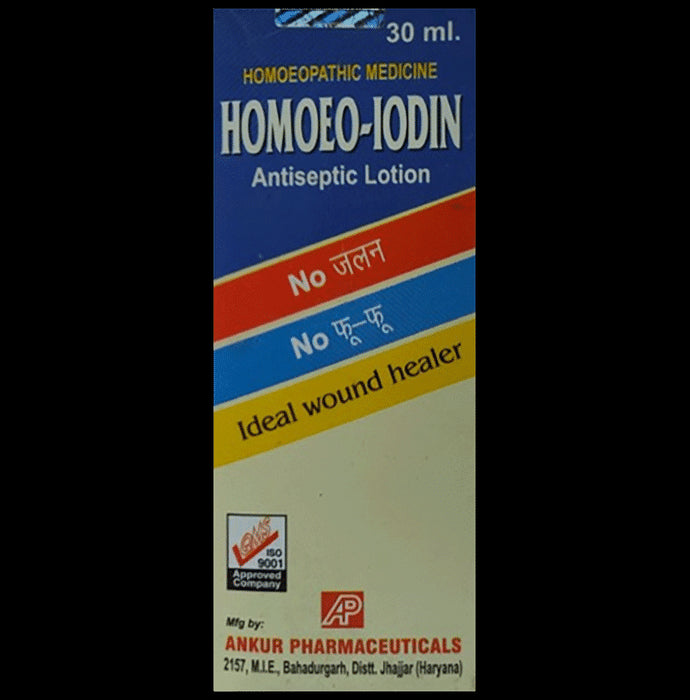 30 ml.
HOMOEOPATHIC MEDICINE
HOMOEO-IODIN
Antiseptic Lotion
No जलन
No फू-फू
Ideal wound healer
QMS
ISO
9001
Approved
Company
AP
Mfg by:
ANKUR PHARMACEUTICALS
2157, M.I.E., Bahadurgarh, Distt. Jhajjar (Haryana)